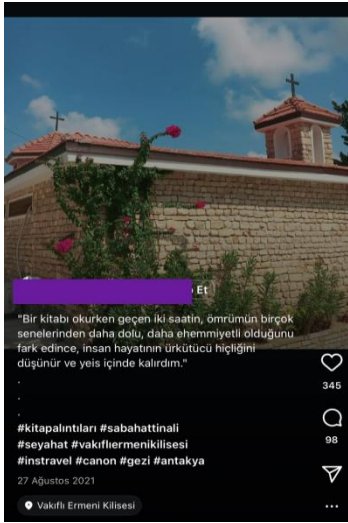 Et
"Bir kitabı okurken geçen iki saatin, ömrümün birçok
senelerinden daha dolu, daha ehemmiyetli olduğunu
fark edince, insan hayatının ürkütücü hiçliğini
düşünür ve yeis içinde kalırdım."
.
.
.
#kitapalıntıları #sabahattinali
#seyahat #vakıflıermenikilisesi
#instravel #canon #gezi #antakya
27 Ağustos 2021
Vakıflı Ermeni Kilisesi
345
98